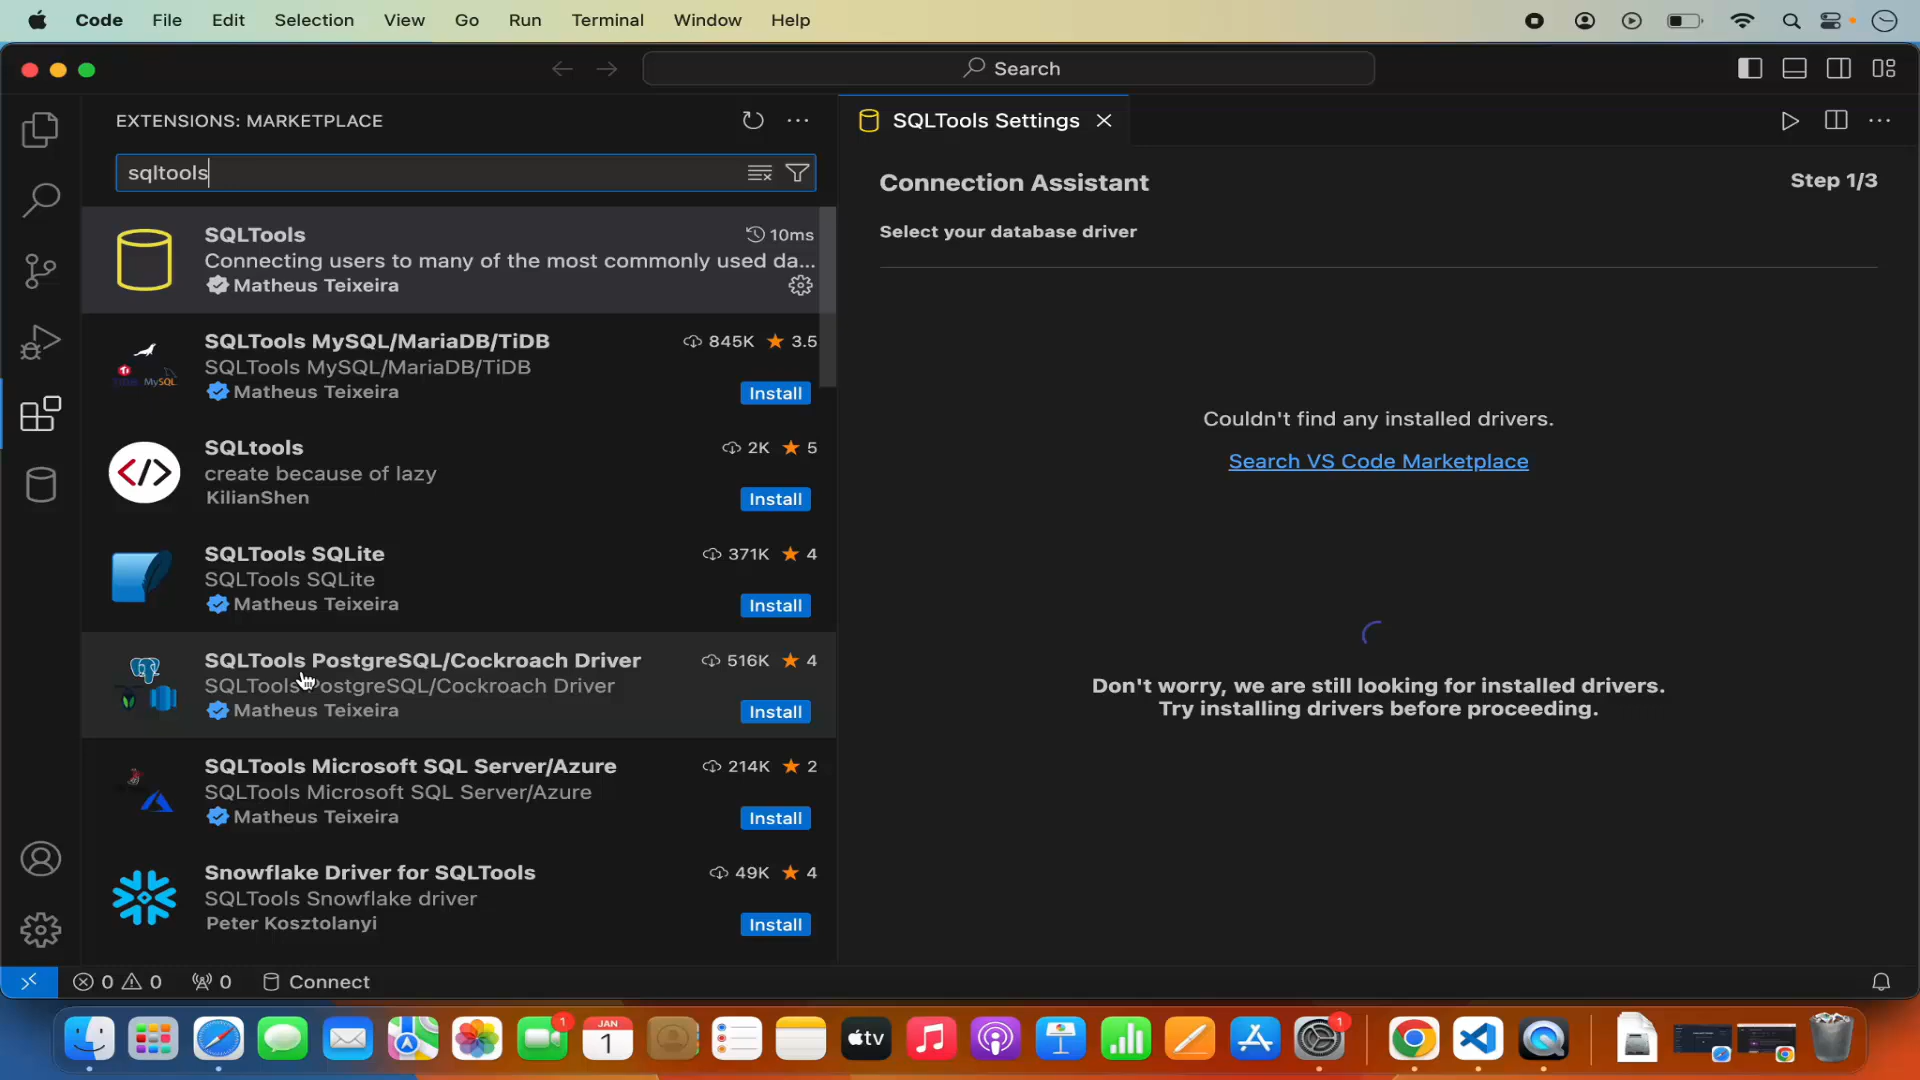 Code File Edit Selection View Go Run Terminal Window Help
Search
EXTENSIONS: MARKETPLACE
sqltools
SQLTools 10ms
Connecting users to many of the most commonly used da...
Matheus Teixeira
SQLTools MySQL/MariaDB/TiDB 845K 3.5
SQLTools MySQL/MariaDB/TiDB
Matheus Teixeira Install
SQLtools 2K 5
create because of lazy
KilianShen Install
SQLTools SQLite 371K 4
SQLTools SQLite
Matheus Teixeira Install
SQLTools PostgreSQL/Cockroach Driver 516K 4
SQLTools PostgreSQL/Cockroach Driver
Matheus Teixeira Install
SQLTools Microsoft SQL Server/Azure 214K 2
SQLTools Microsoft SQL Server/Azure
Matheus Teixeira Install
Snowflake Driver for SQLTools 49K 4
SQLTools Snowflake driver
Peter Kosztolanyi Install
SQLTools Settings
Connection Assistant Step 1/3
Select your database driver
Couldn't find any installed drivers.
Search VS Code Marketplace
Don't worry, we are still looking for installed drivers.
Try installing drivers before proceeding.
0 0 0 Connect
1 JAN 1 tv 1